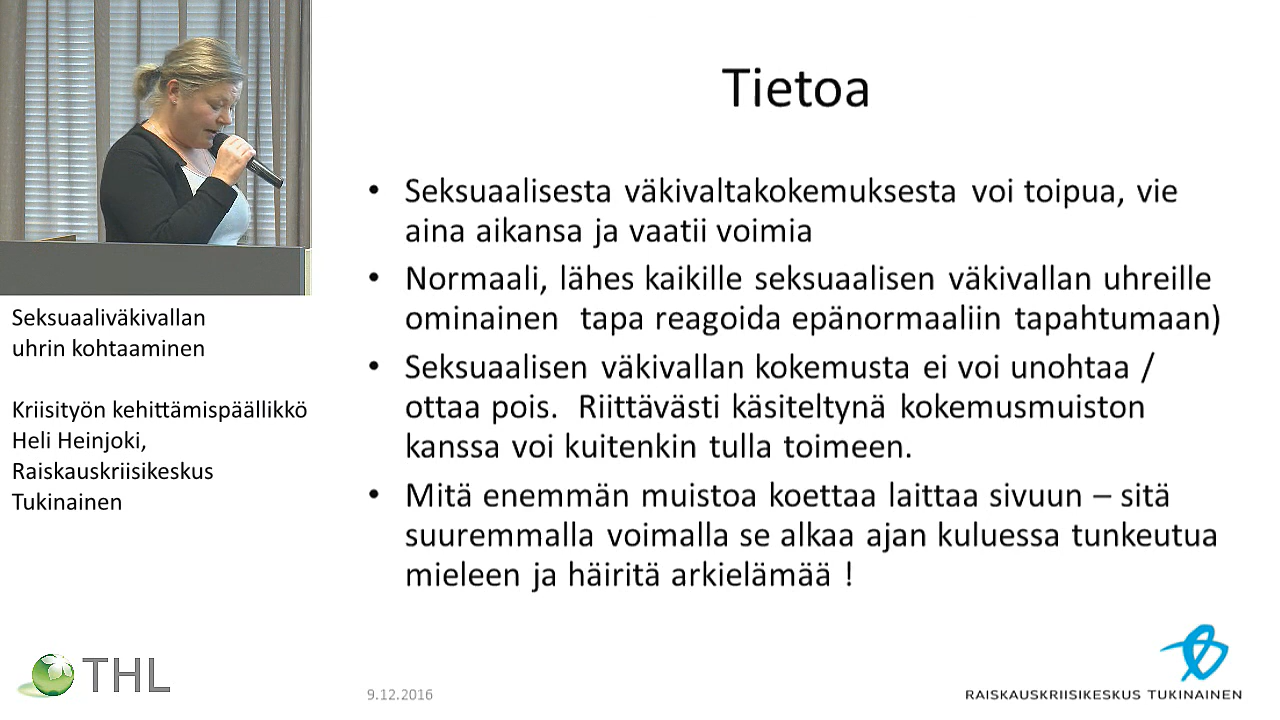 Tietoa
• Seksuaalisesta väkivaltakokemuksesta voi toipua, vie
aina aikansa ja vaatii voimia
• Normaali, lähes kaikille seksuaalisen väkivallan uhreille
ominainen tapa reagoida epänormaaliin tapahtumaan)
• Seksuaalisen väkivallan kokemusta ei voi unohtaa /
ottaa pois. Riittävästi käsiteltynä kokemusmuiston
kanssa voi kuitenkin tulla toimeen.
• Mitä enemmän muistoa koettaa laittaa sivuun – sitä
suuremmalla voimalla se alkaa ajan kuluessa tunkeutua
mieleen ja häiritä arkielämää !
Seksuaaliväkivallan
uhrin kohtaaminen
Kriisityön kehittämispäällikkö
Heli Heinjoki,
Raiskauskriisikeskus
Tukinainen
THL
9.12.2016
RAISKAUSKRIISIKESKUS TUKINAINEN